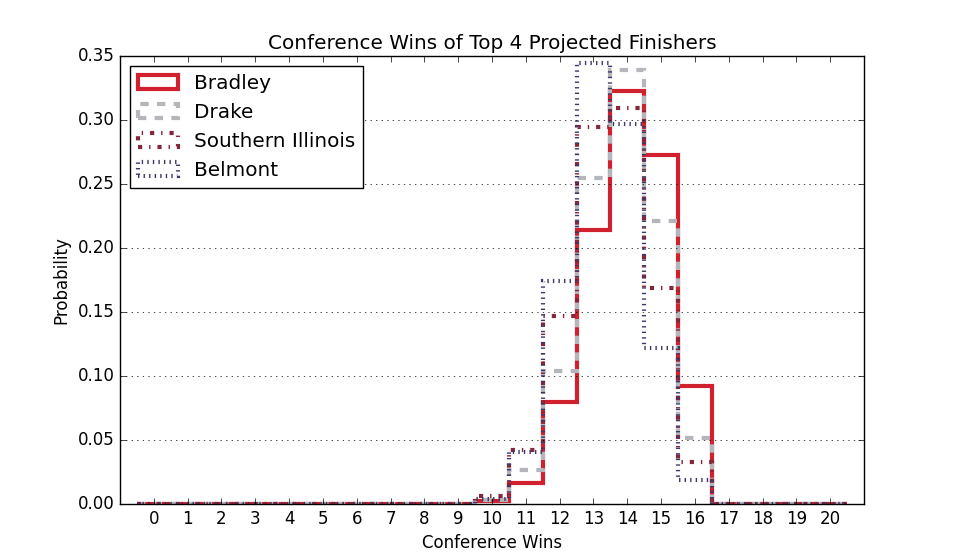 Conference Wins of Top 4 Projected Finishers
Bradley
Drake
Southern Illinois
Belmont
Probability
0.35
0.30
0.25
0.20
0.15
0.10
0.05
0.00
0 1 2 3 4 5 6 7 8 9 10 11 12 13 14 15 16 17 18 19 20
Conference Wins